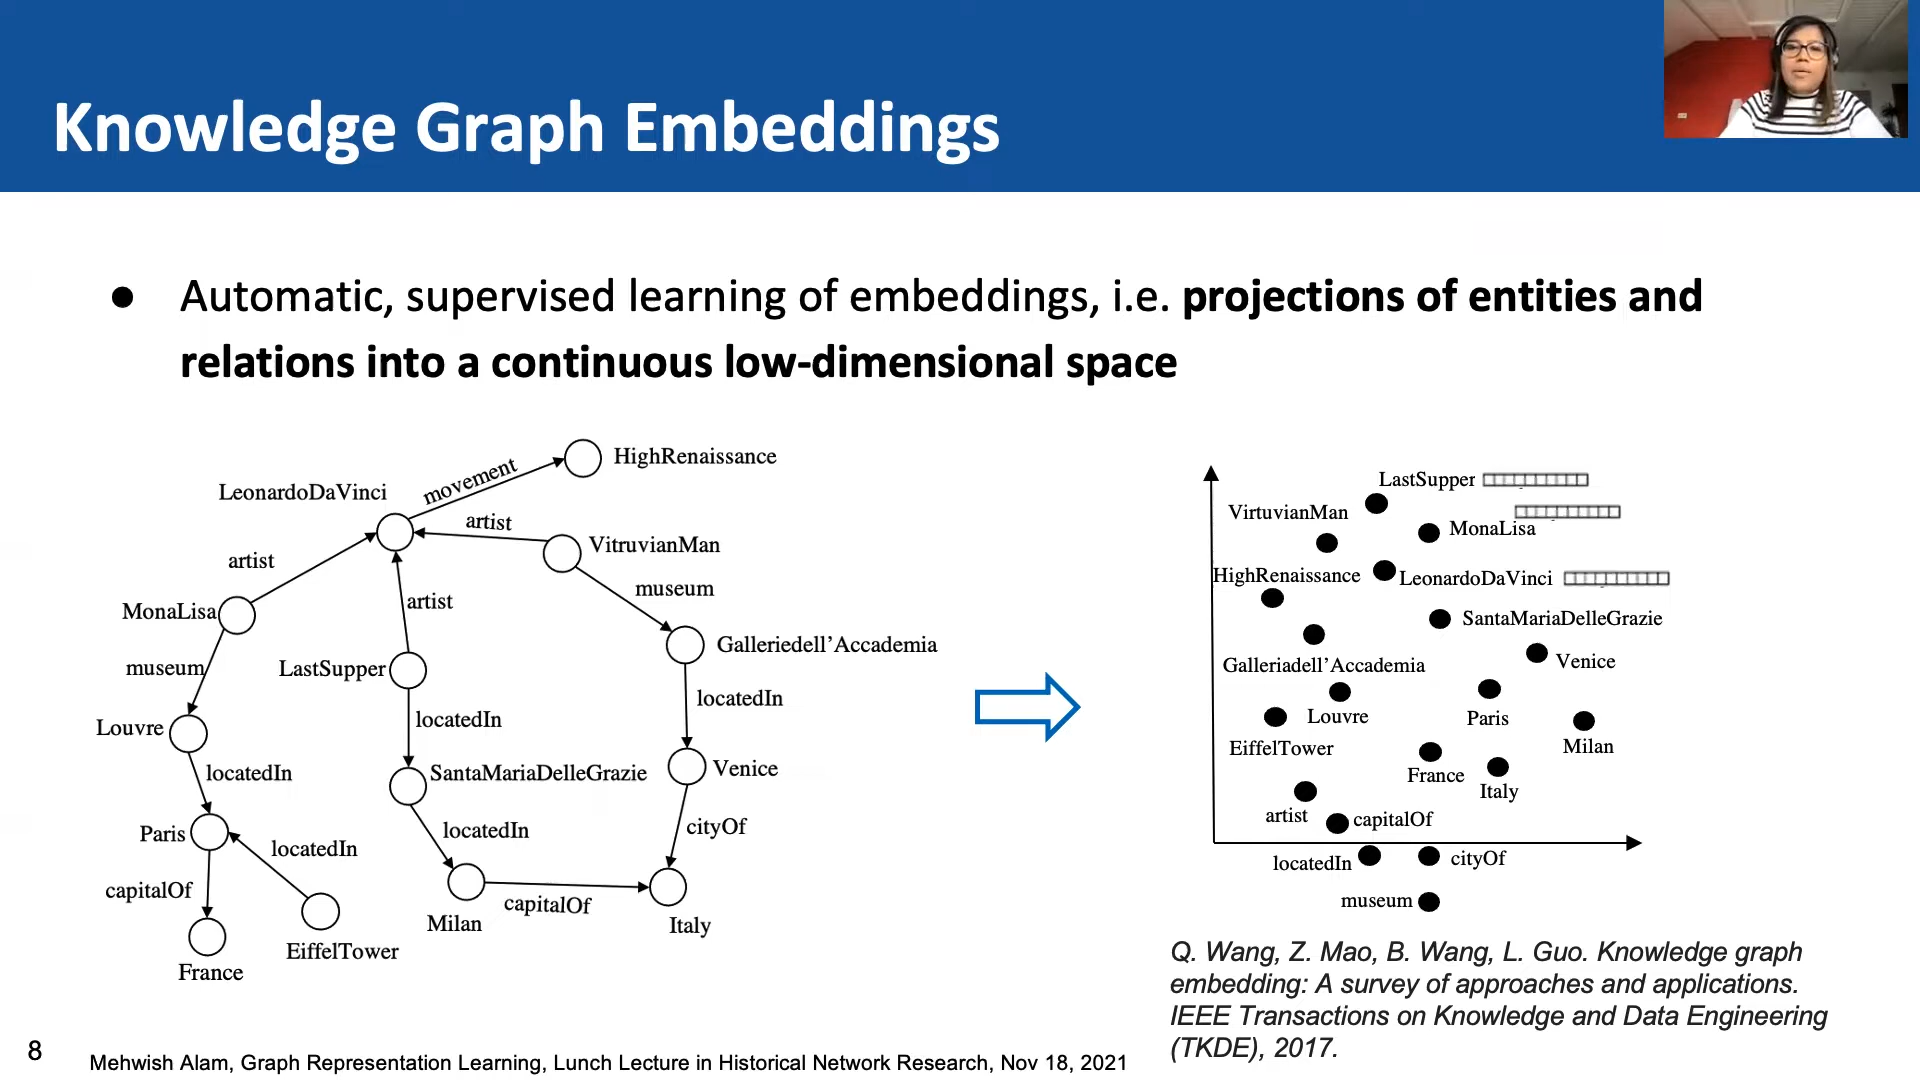 Knowledge Graph Embeddings
● Automatic, supervised learning of embeddings, i.e. projections of entities and
relations into a continuous low-dimensional space
HighRenaissance
movement
LeonardoDaVinci
artist
VitruvianMan
artist
museum
artist
MonaLisa
Galleriedell’Accademia
museum
LastSupper
locatedIn
locatedIn
Louvre
locatedIn
SantaMariaDelleGrazie
Venice
locatedIn
cityOf
Paris
locatedIn
capitalOf
capitalOf
Milan
Italy
EiffelTower
France
LastSupper
VirtuvianMan
MonaLisa
HighRenaissance
LeonardoDaVinci
SantaMariaDelleGrazie
Venice
Galleriadell’Accademia
Louvre
Paris
EiffelTower
Milan
France
Italy
artist
capitalOf
locatedIn
cityOf
museum
Q. Wang, Z. Mao, B. Wang, L. Guo. Knowledge graph
embedding: A survey of approaches and applications.
IEEE Transactions on Knowledge and Data Engineering
(TKDE), 2017.
8
Mehwish Alam, Graph Representation Learning, Lunch Lecture in Historical Network Research, Nov 18, 2021